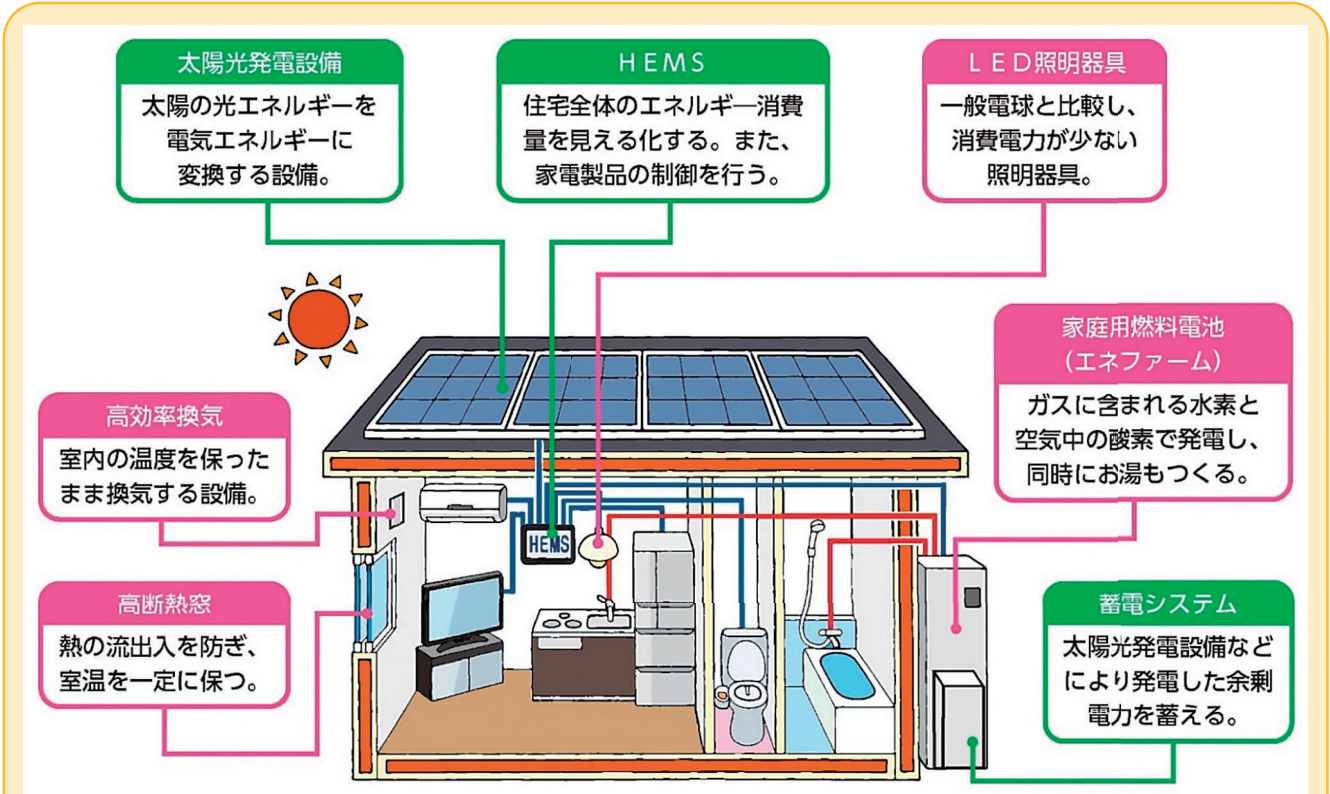 太陽光発電設備
太陽の光エネルギーを
電気エネルギーに
変換する設備。
HEMS
住宅全体のエネルギ―消費
量を見える化する。また、
家電製品の制御を行う。
LED照明器具
一般電球と比較し、
消費電力が少ない
照明器具。
家庭用燃料電池
(エネファーム)
ガスに含まれる水素と
空気中の酸素で発電し、
同時にお湯もつくる。
高効率換気
室内の温度を保った
まま換気する設備。
HEMS
高断熱窓
熱の流出入を防ぎ、
室温を一定に保つ。
蓄電システム
太陽光発電設備など
により発電した余剰
電力を蓄える。